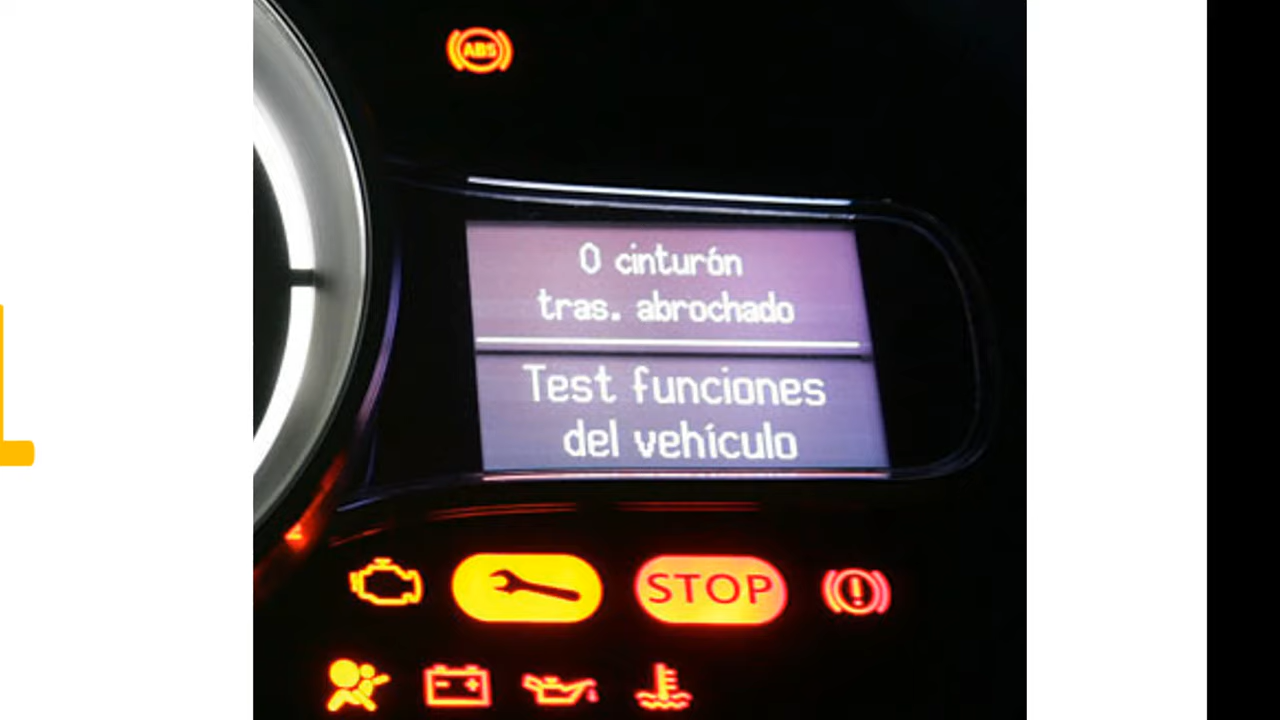 ABS
0 cinturón
tras. abrochado
Test funciones
del vehículo
STOP